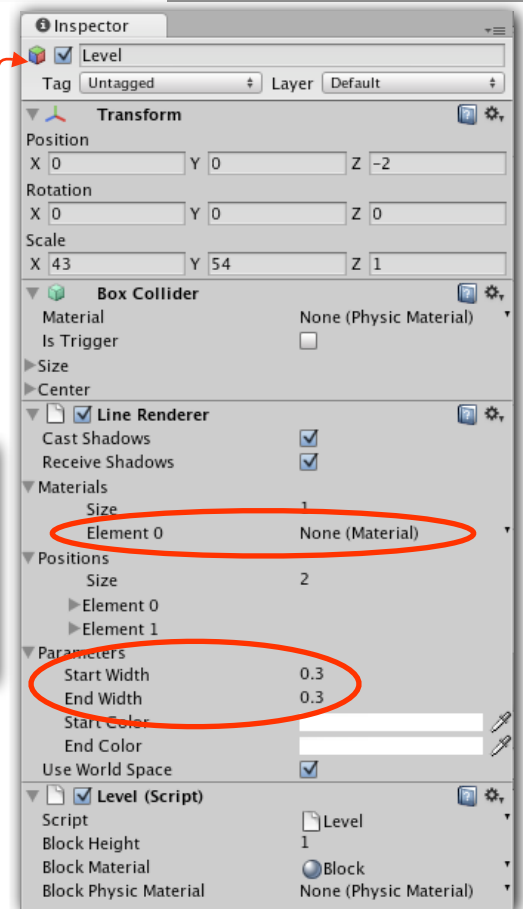 Inspector
Level
Tag Untagged Layer Default
Transform
Position
X 0 Y 0 Z -2
Rotation
X 0 Y 0 Z 0
Scale
X 43 Y 54 Z 1
Box Collider
Material None (Physic Material)
Is Trigger
Size
Center
Line Renderer
Cast Shadows
Receive Shadows
Materials
Size 1
Element 0 None (Material)
Positions
Size 2
Element 0
Element 1
Parameters
Start Width 0.3
End Width 0.3
Start Color
End Color
Use World Space
Level (Script)
Script Level
Block Height 1
Block Material Block
Block Physic Material None (Physic Material)